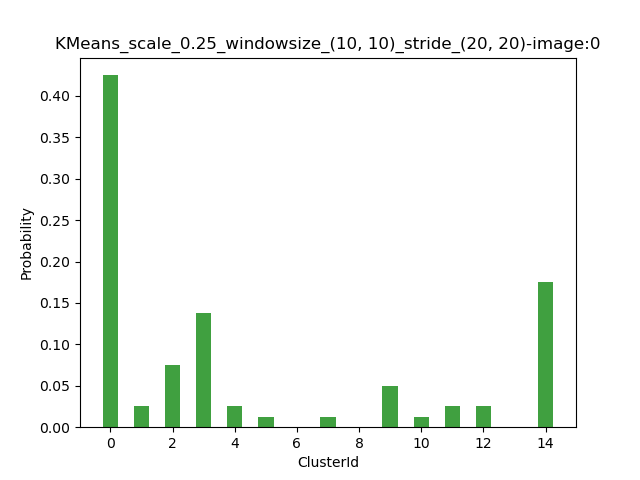 KMeans_scale_0.25_windowsize_(10, 10)_stride_(20, 20)-image:0
0.40
0.35
0.30
0.25
0.20
0.15
0.10
0.05
0.00
Probability
0 2 4 6 8 10 12 14
ClusterId